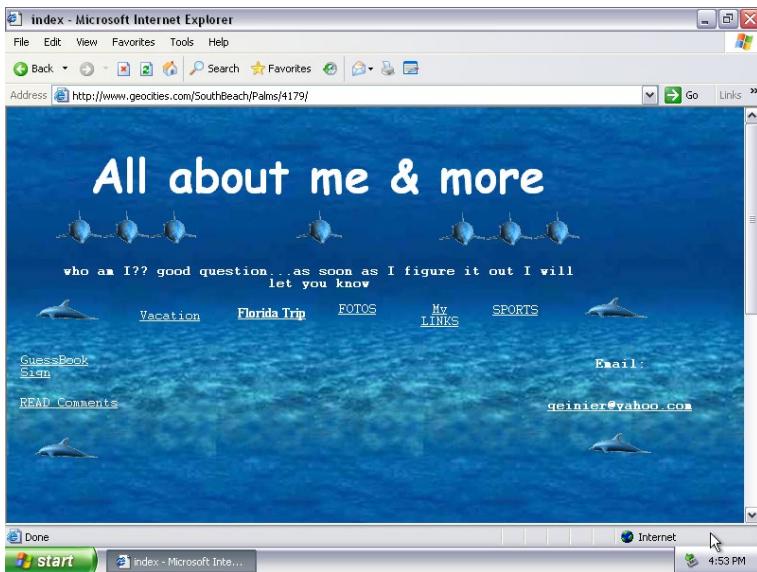 index - Microsoft Internet Explorer
File Edit View Favorites Tools Help
Back Search Favorites
Address http://www.geocities.com/SouthBeach/Palms/4179/ Go Links »
All about me & more
who am I?? good question...as soon as I figure it out I will
let you know
Vacation Florida Trip FOTOS My LINKS SPORTS
GuessBook
Sign
Email:
READ Comments
qeinier@yahoo.com
Done Internet
start index - Microsoft Inte... 4:53 PM